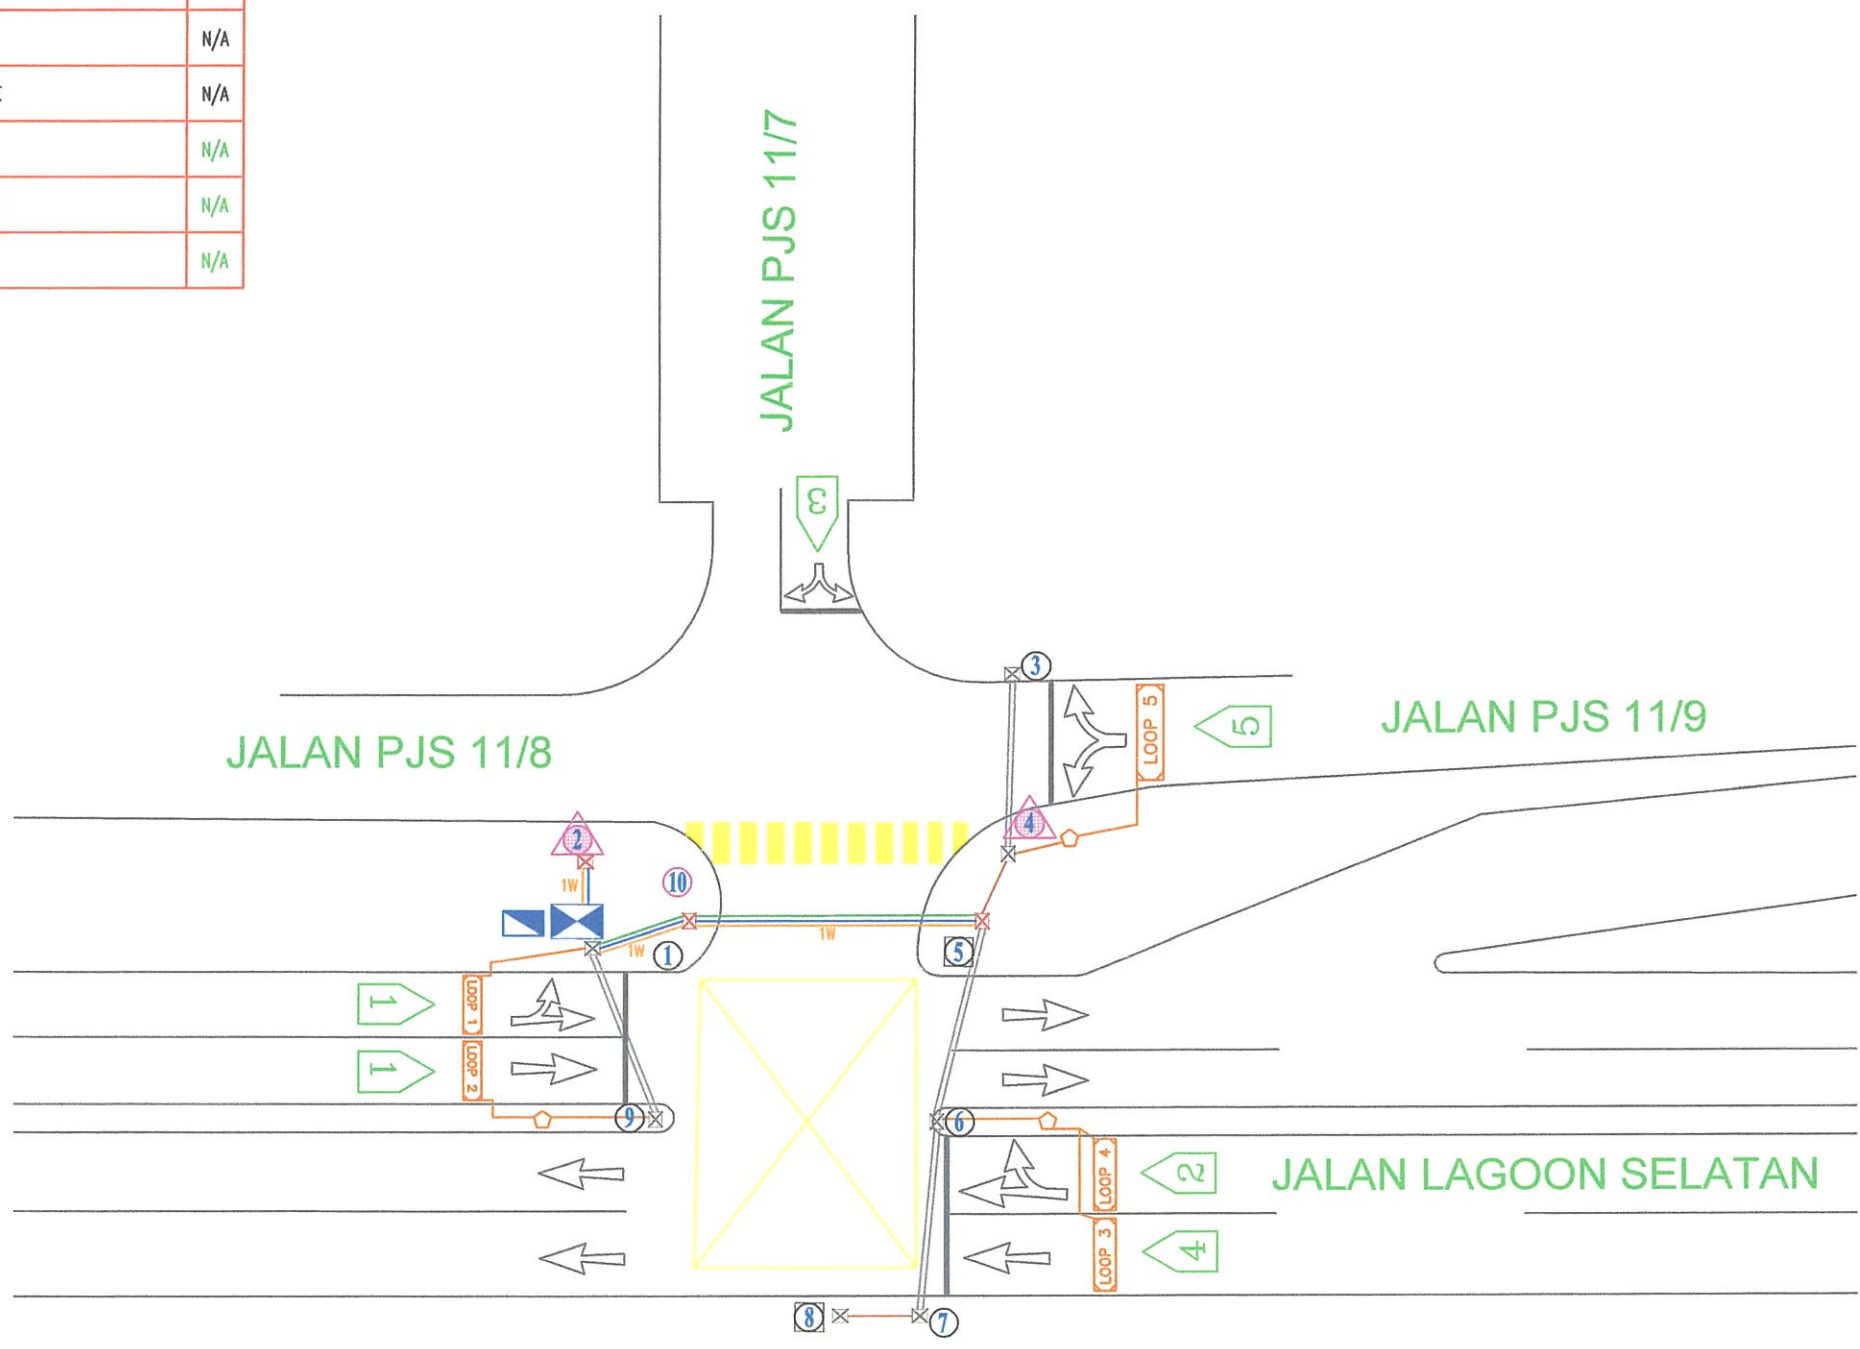 N/A
N/A
N/A
N/A
N/A
JALAN PJS 11/7
3
3
LOOP 5
5
JALAN PJS 11/9
JALAN PJS 11/8
2
4
1W
10
1W
1W
1
5
1
LOOP 1
1
LOOP 2
9
6
LOOP 4
2
JALAN LAGOON SELATAN
LOOP 3
4
8
7